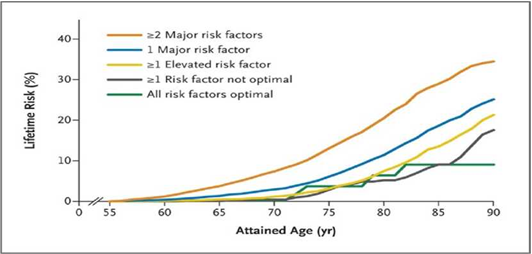 Lifetime Risk (%)
40
30
20
10
0
≥2 Major risk factors
1 Major risk factor
≥1 Elevated risk factor
≥1 Risk factor not optimal
All risk factors optimal
0 55 60 65 70 75 80 85 90
Attained Age (yr)